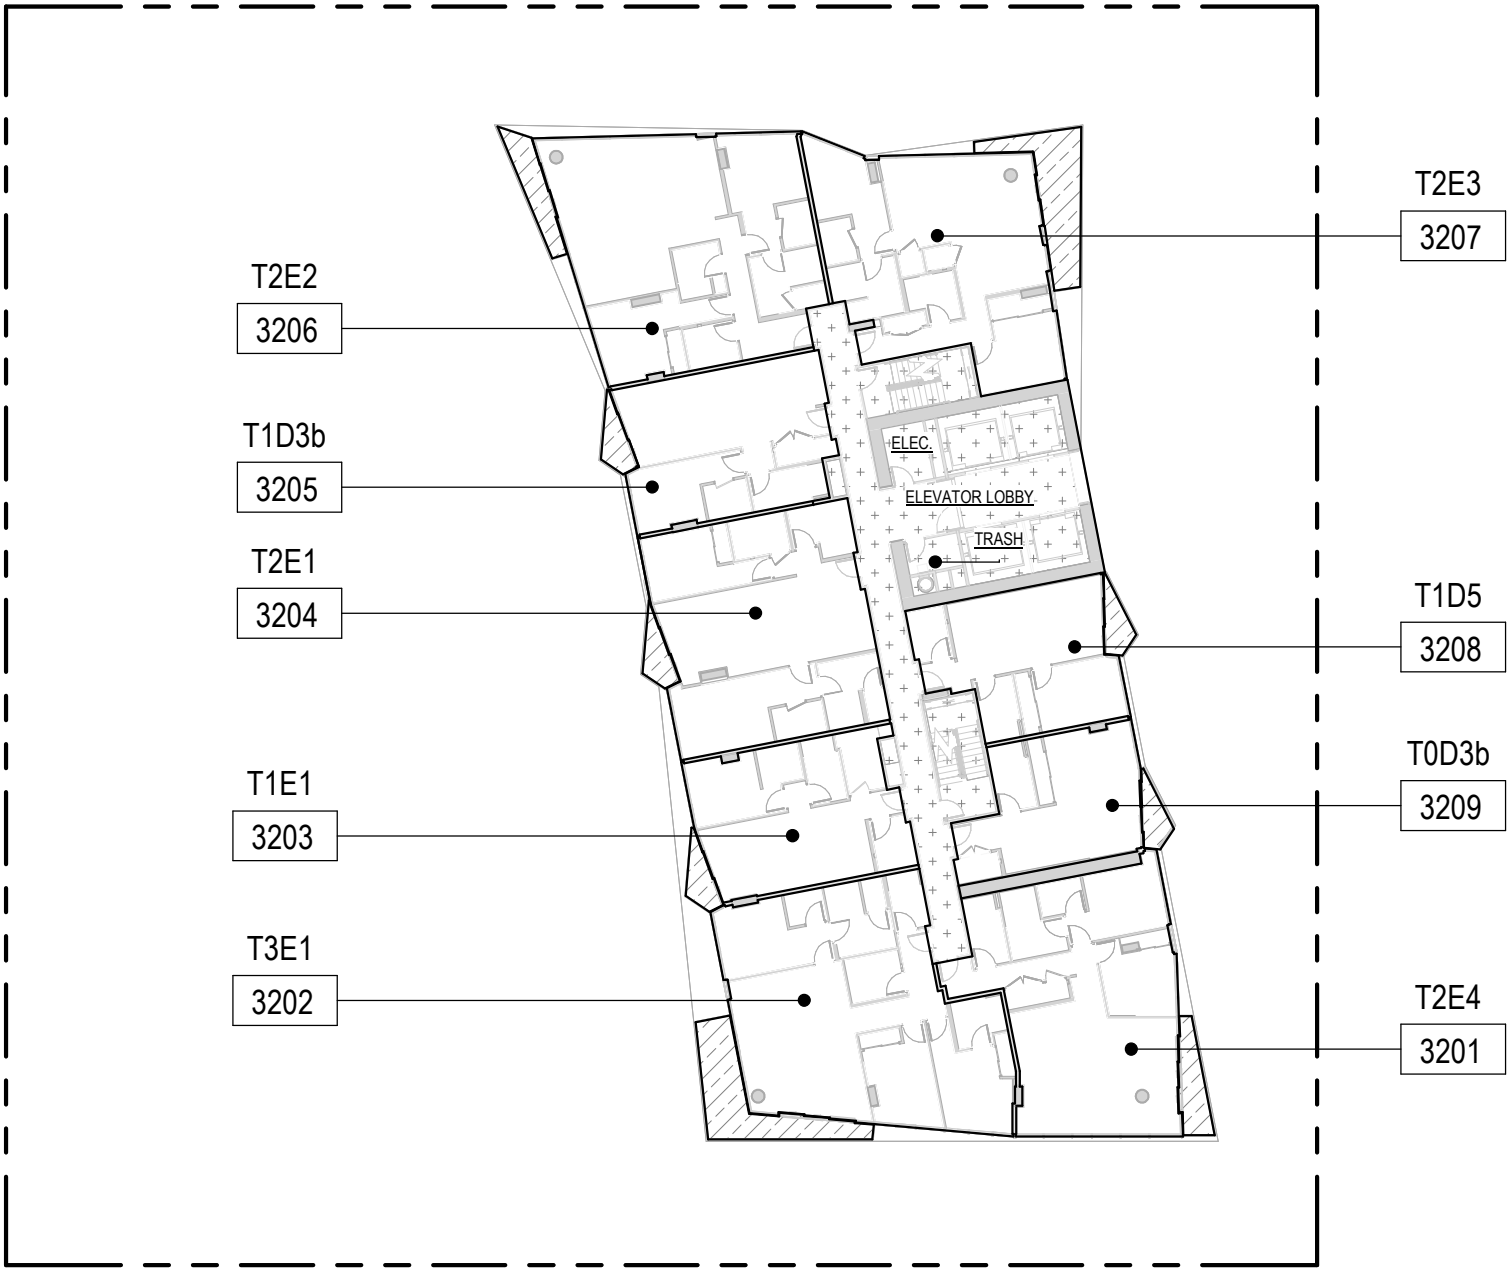 T2E3
3207
T2E2
3206
T1D3b
3205
ELEC.
ELEVATOR LOBBY
TRASH
T2E1
3204
T1D5
3208
T1E1
3203
T0D3b
3209
T3E1
3202
T2E4
3201